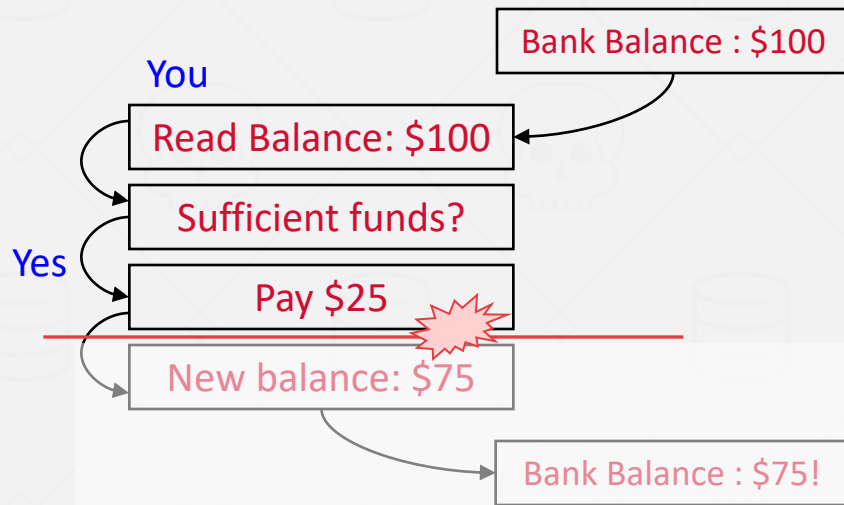 Bank Balance : $100
You
Read Balance: $100
Sufficient funds?
Yes
Pay $25
New balance: $75
Bank Balance : $75!